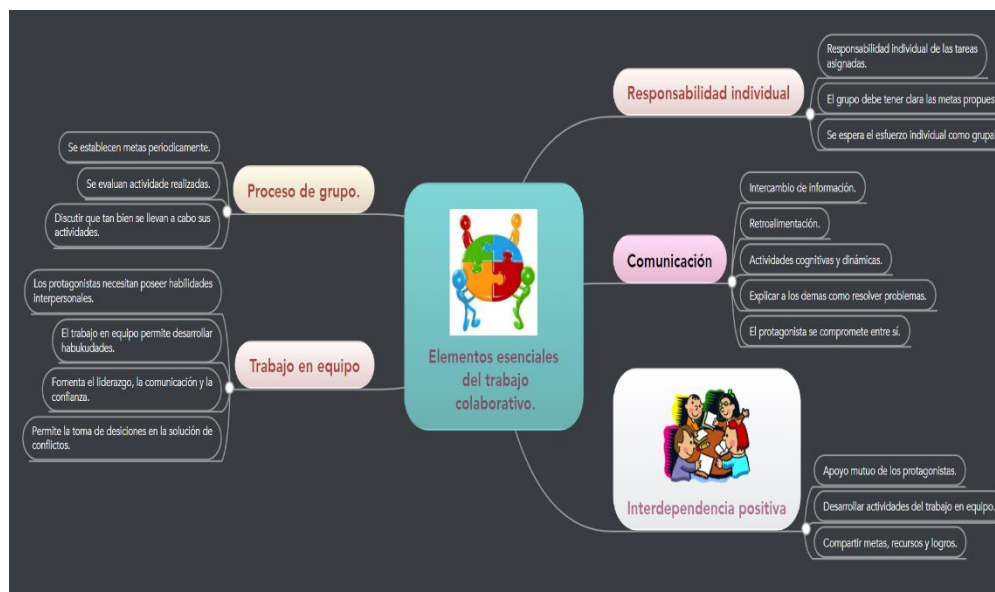 Elementos esenciales
del trabajo
colaborativo.
Responsabilidad individual
Responsabilidad individual de las tareas
asignadas.
El grupo debe tener clara las metas propues
Se espera el esfuerzo individual como grupal
Comunicación
Intercambio de información.
Retroalimentación.
Actividades cognitivas y dinámicas.
Explicar a los demas como resolver problemas.
El protagonista se compromete entre sí.
Interdependencia positiva
Apoyo mutuo de los protagonistas.
Desarrollar actividades del trabajo en equipo.
Compartir metas, recursos y logros.
Proceso de grupo.
Se establecen metas periodicamente.
Se evaluan actividade realizadas.
Discutir que tan bien se llevan a cabo sus
actividades.
Trabajo en equipo
Los protagonistas necesitan poseer habilidades
interpersonales.
El trabajo en equipo permite desarrollar
habukudades.
Fomenta el liderazgo, la comunicación y la
confianza.
Permite la toma de desiciones en la solución de
conflictos.